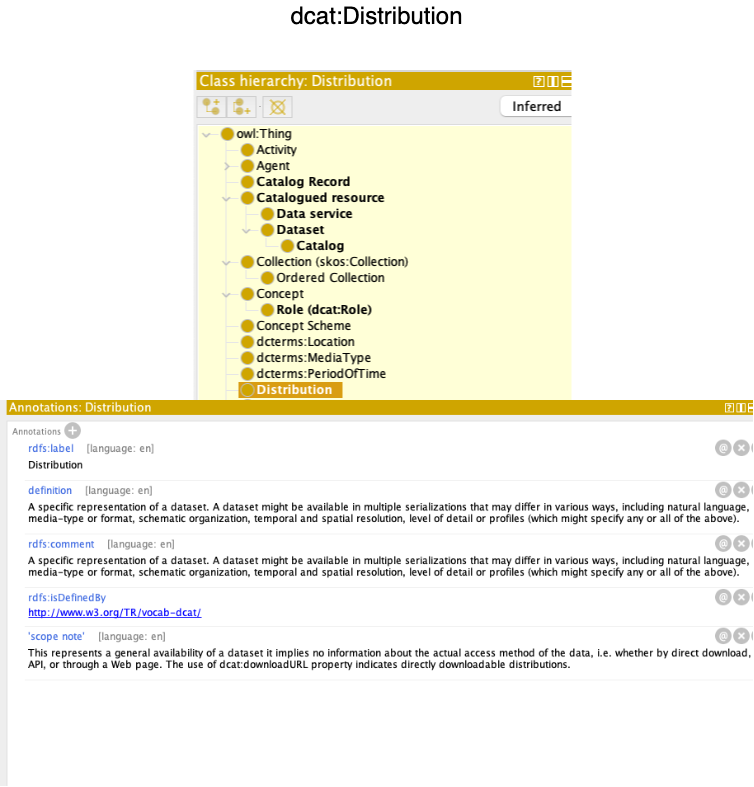 dcat:Distribution
Class hierarchy: Distribution
Inferred
owl:Thing
Activity
Agent
Catalog Record
Catalogued resource
Data service
Dataset
Catalog
Collection (skos:Collection)
Ordered Collection
Concept
Role (dcat:Role)
Concept Scheme
dcterms:Location
dcterms:MediaType
dcterms:PeriodOfTime
Distribution
Annotations: Distribution
Annotations
rdfs:label [language: en]
Distribution
definition [language: en]
A specific representation of a dataset. A dataset might be available in multiple serializations that may differ in various ways, including natural language,
media-type or format, schematic organization, temporal and spatial resolution, level of detail or profiles (which might specify any or all of the above).
rdfs:comment [language: en]
A specific representation of a dataset. A dataset might be available in multiple serializations that may differ in various ways, including natural language,
media-type or format, schematic organization, temporal and spatial resolution, level of detail or profiles (which might specify any or all of the above).
rdfs:isDefinedBy
http://www.w3.org/TR/vocab-dcat/
'scope note' [language: en]
This represents a general availability of a dataset it implies no information about the actual access method of the data, i.e. whether by direct download,
API, or through a Web page. The use of dcat:downloadURL property indicates directly downloadable distributions.